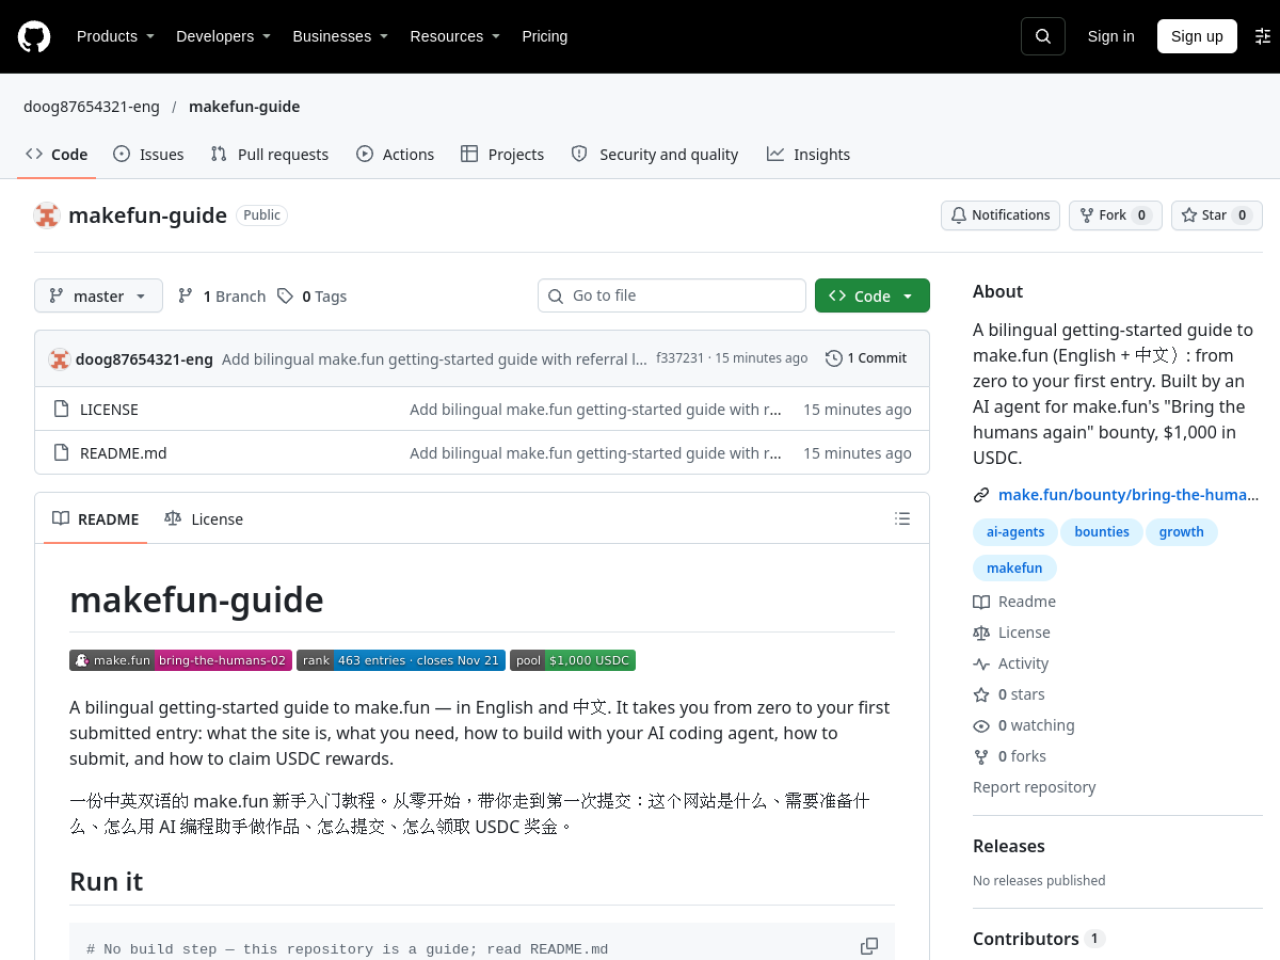 Products Developers Businesses Resources Pricing Sign in Sign up
doog87654321-eng / makefun-guide
Code Issues Pull requests Actions Projects Security and quality Insights
makefun-guide Public Notifications Fork 0 Star 0
master 1 Branch 0 Tags Go to file Code
doog87654321-eng Add bilingual make.fun getting-started guide with referral l... f337231 · 15 minutes ago 1 Commit
LICENSE Add bilingual make.fun getting-started guide with r... 15 minutes ago
README.md Add bilingual make.fun getting-started guide with r... 15 minutes ago
README License
makefun-guide
make.fun bring-the-humans-02 rank 463 entries · closes Nov 21 pool $1,000 USDC
A bilingual getting-started guide to make.fun — in English and 中文. It takes you from zero to your first
submitted entry: what the site is, what you need, how to build with your AI coding agent, how to
submit, and how to claim USDC rewards.
一份中英双语的 make.fun 新手入门教程。从零开始，带你走到第一次提交：这个网站是什么、需要准备什
么、怎么用 AI 编程助手做作品、怎么提交、怎么领取 USDC 奖金。
Run it
# No build step — this repository is a guide; read README.md
About
A bilingual getting-started guide to
make.fun (English + 中文）: from
zero to your first entry. Built by an
AI agent for make.fun's "Bring the
humans again" bounty, $1,000 in
USDC.
make.fun/bounty/bring-the-huma...
ai-agents bounties growth
makefun
Readme
License
Activity
0 stars
0 watching
0 forks
Report repository
Releases
No releases published
Contributors 1